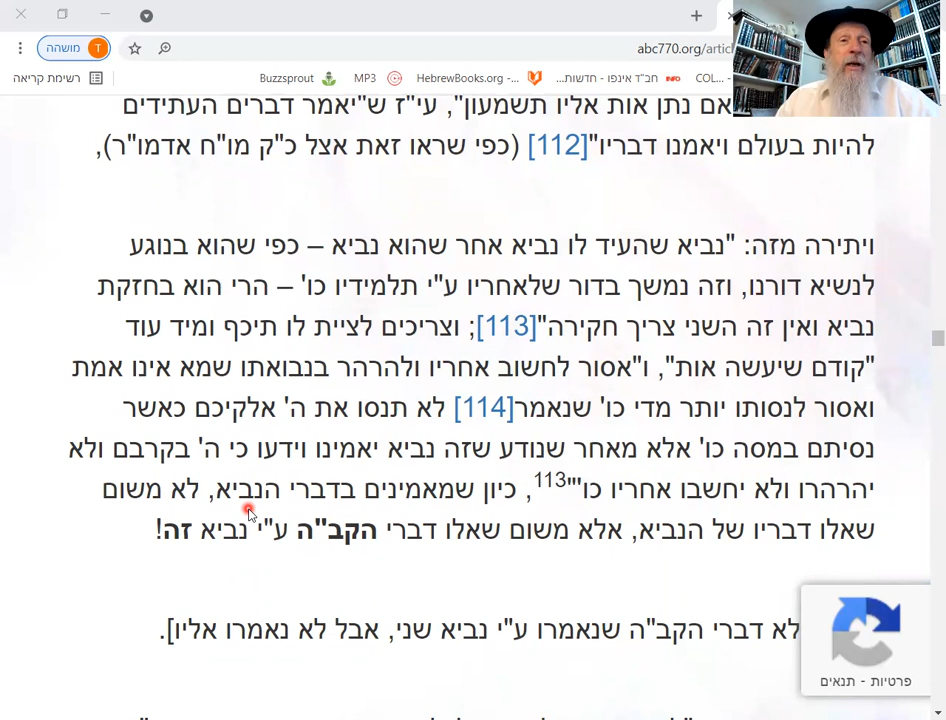 abc770.org/artic
מושהה
T
COL...
חב"ד אינפו - חדשות...
HebrewBooks.org -...
MP3
Buzzsprout
רשימת קריאה
אם נתן אות אליו תשמעון", עי"ז ש"יאמר דברים העתידים
להיות בעולם ויאמנו דבריו"[112] (כפי שראו זאת אצל כ"ק מו"ח אדמו"ר),
ויתירה מזה: "נביא שהעיד לו נביא אחר שהוא נביא – כפי שהוא בנוגע
לנשיא דורנו, וזה נמשך בדור שלאחריו ע"י תלמידיו כו' – הרי הוא בחזקת
נביא ואין זה השני צריך חקירה"[113]; וצריכים לציית לו תיכף ומיד עוד
"קודם שיעשה אות", ו"אסור לחשוב אחריו ולהרהר בנבואתו שמא אינו אמת
ואסור לנסותו יותר מדי כו' שנאמר[114] לא תנסו את ה' אלקיכם כאשר
נסיתם במסה כו' אלא מאחר שנודע שזה נביא יאמינו וידעו כי ה' בקרבם ולא
יהרהרו ולא יחשבו אחריו כו'"113, כיון שמאמינים בדברי הנביא, לא משום
שאלו דבריו של הנביא, אלא משום שאלו דברי הקב"ה ע"י נביא זה!
לא דברי הקב"ה שנאמרו ע"י נביא שני, אבל לא נאמרו אליו].
פרטיות - תנאים